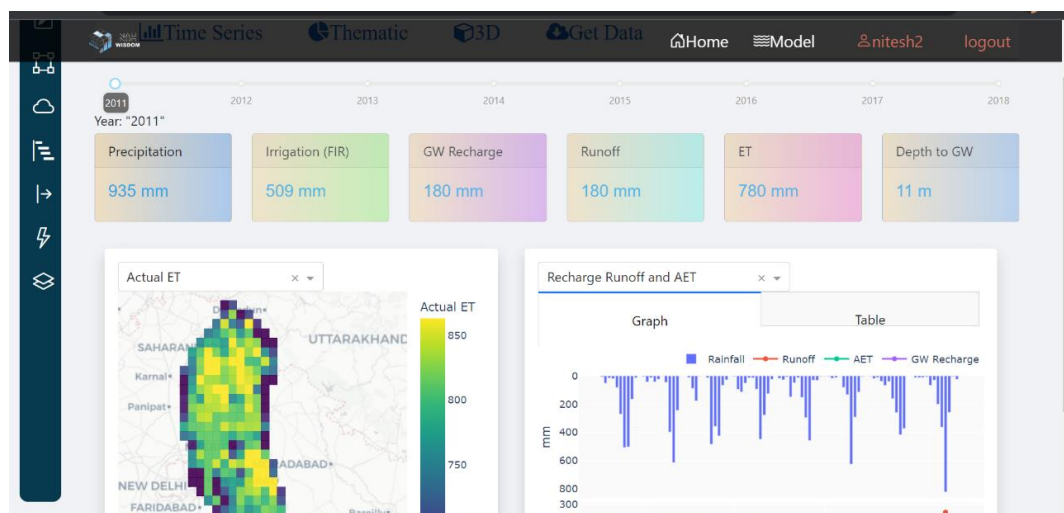 WISDOM
Time Series Thematic 3D Get Data
Home Model nitesh2 logout
2011 2012 2013 2014 2015 2016 2017 2018
Year: "2011"
Precipitation Irrigation (FIR) GW Recharge Runoff ET Depth to GW
935 mm 509 mm 180 mm 180 mm 780 mm 11 m
Actual ET × Recharge Runoff and AET ×
Graph Table
Actual ET
850
800
750
UTTARAKHAND
SAHARAN
Karnal
Panipat
ADABAD
NEW DELHI
FARIDABAD
Rainfall Runoff AET GW Recharge
mm
0
200
400
600
800
300